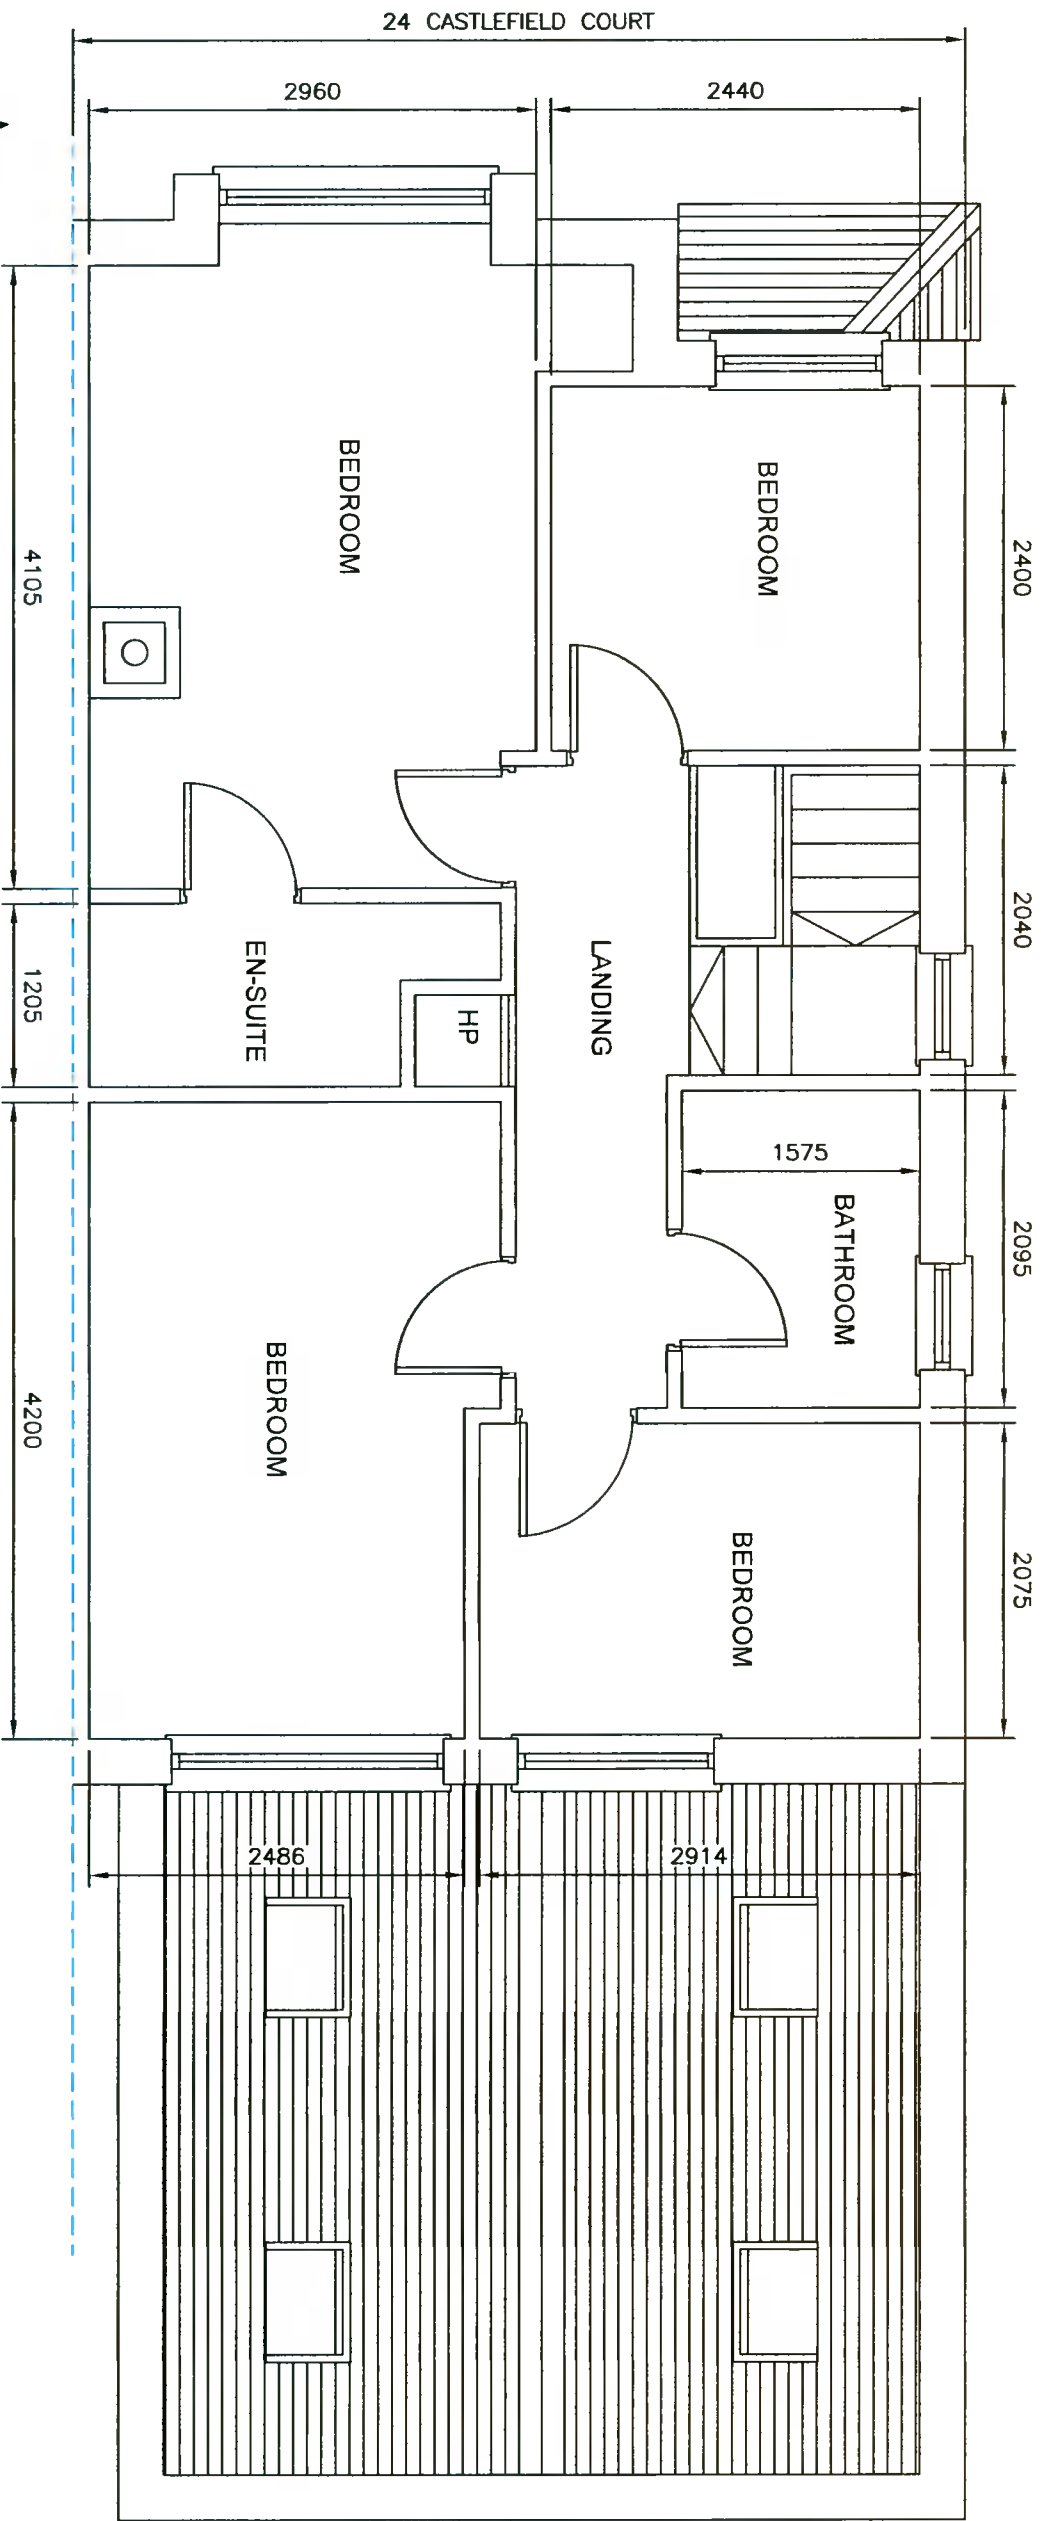 24 CASTLEFIELD COURT
2960
2440
BEDROOM
BEDROOM
2400
4105
2040
EN-SUITE
HP
LANDING
1205
1575
BATHROOM
2095
BEDROOM
4200
BEDROOM
2075
2486
2914